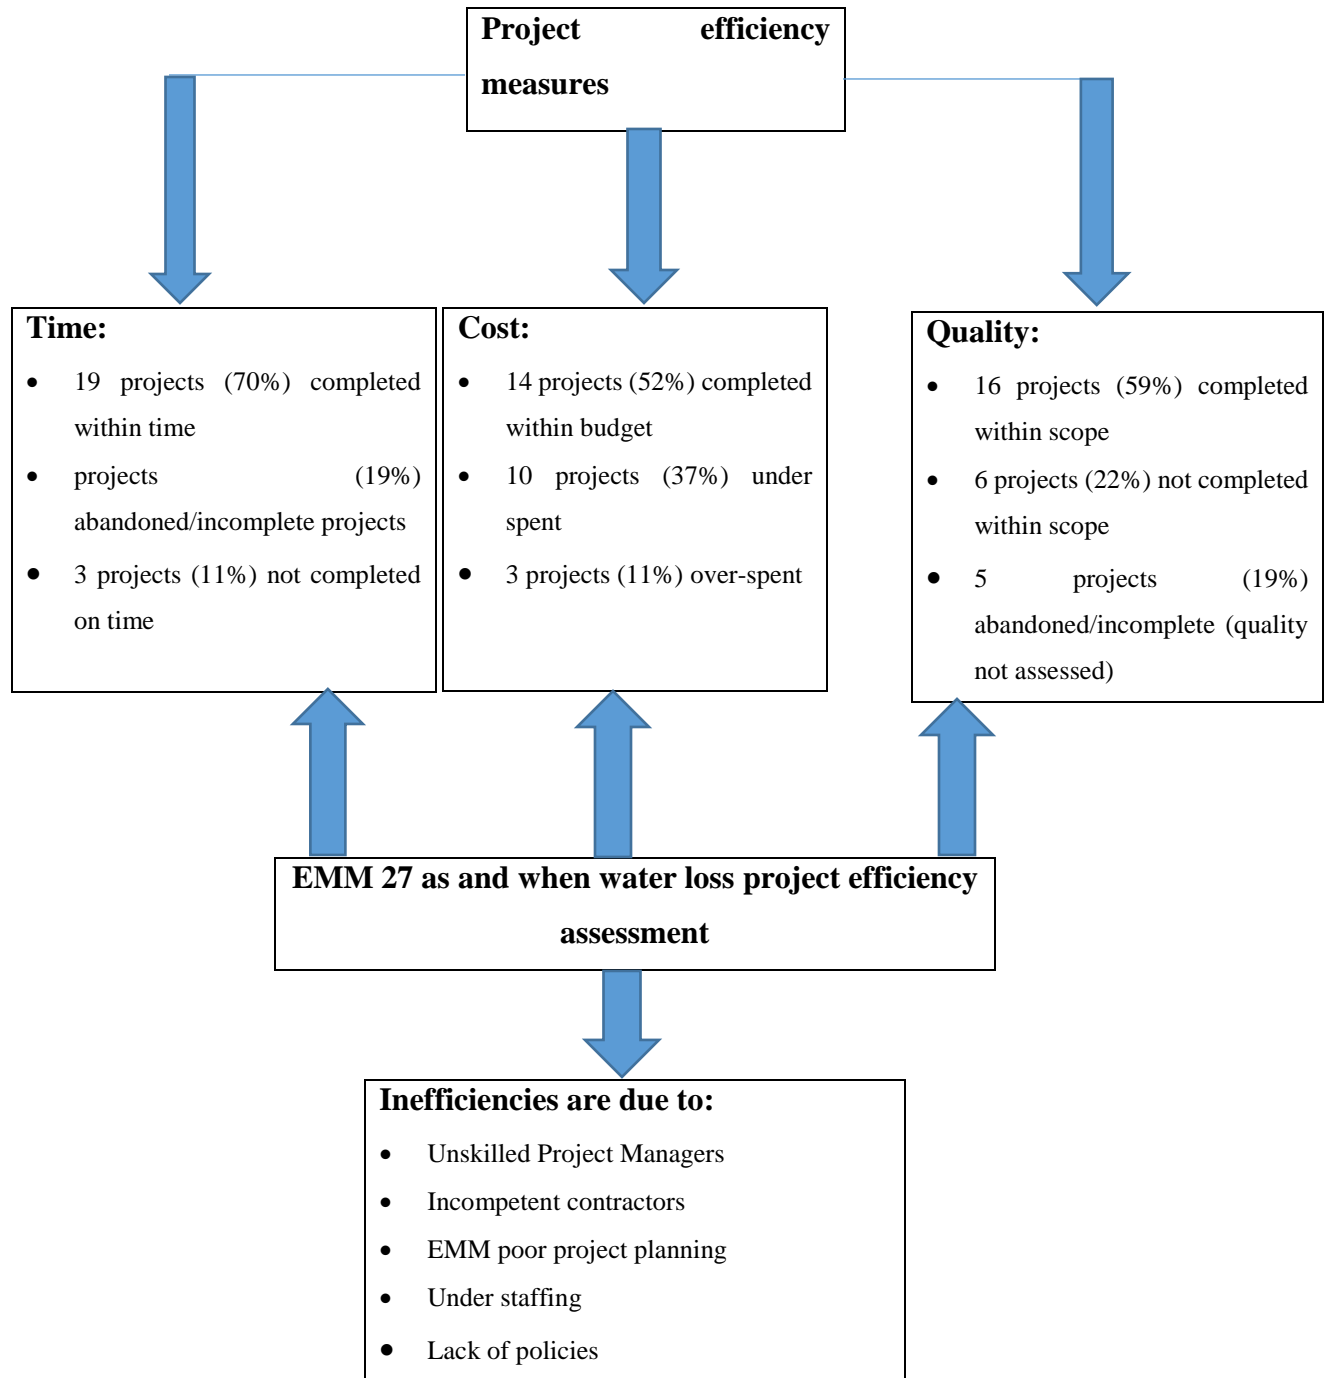 Project efficiency
measures
Time:
• 19 projects (70%) completed
within time
• projects (19%)
abandoned/incomplete projects
• 3 projects (11%) not completed
on time
Cost:
• 14 projects (52%) completed
within budget
• 10 projects (37%) under
spent
• 3 projects (11%) over-spent
Quality:
• 16 projects (59%) completed
within scope
• 6 projects (22%) not completed
within scope
• 5 projects (19%)
abandoned/incomplete (quality
not assessed)
EMM 27 as and when water loss project efficiency
assessment
Inefficiencies are due to:
• Unskilled Project Managers
• Incompetent contractors
• EMM poor project planning
• Under staffing
• Lack of policies